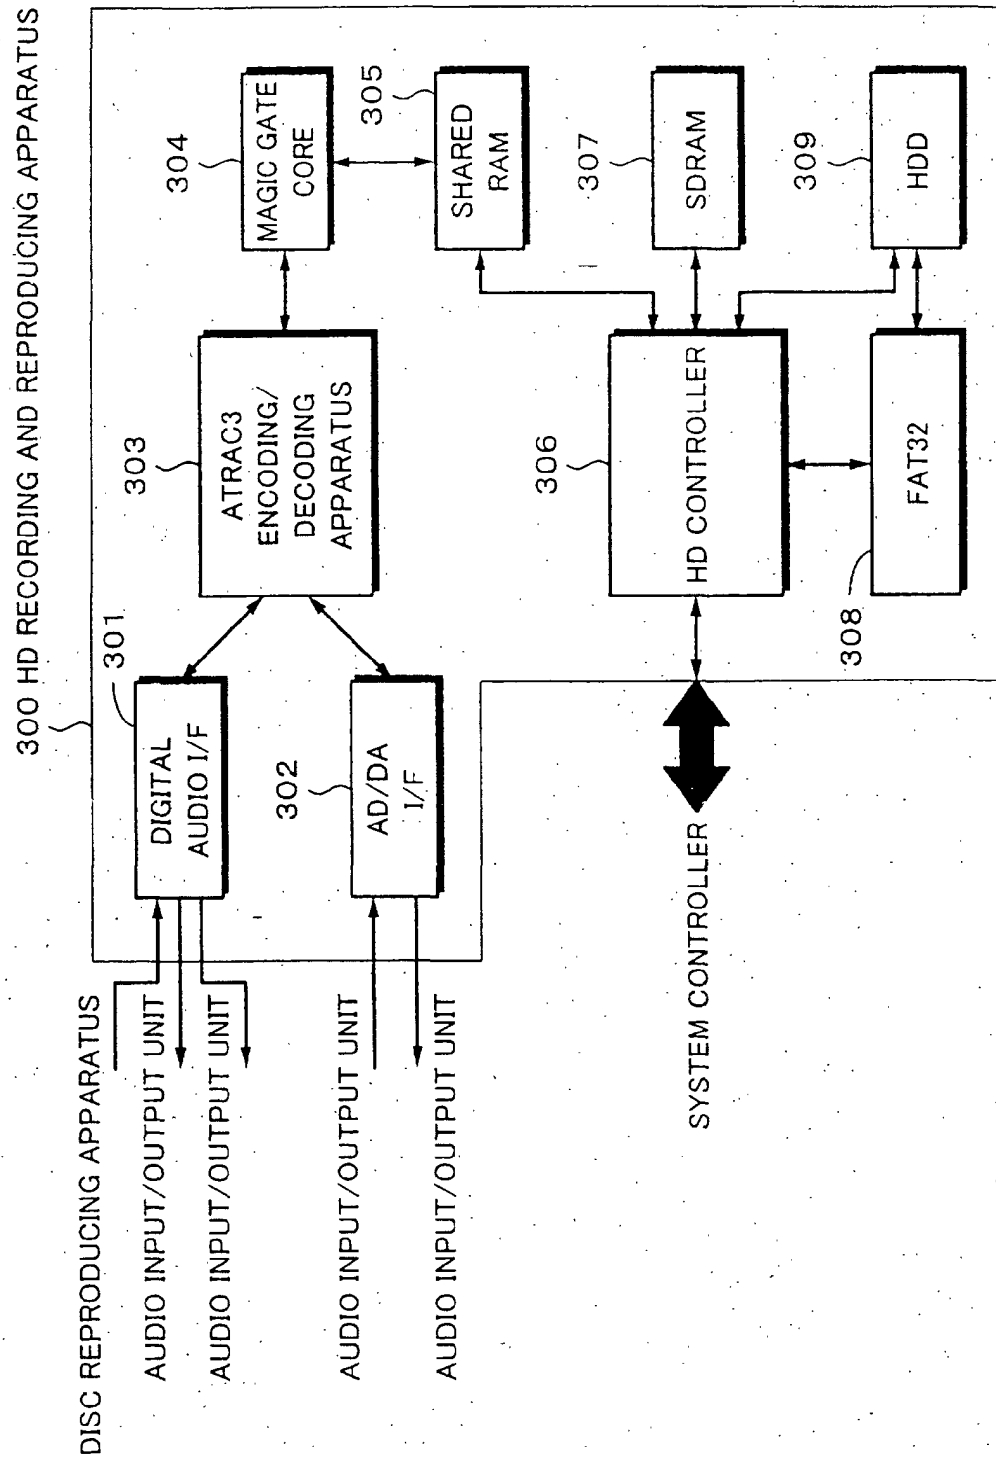 300 HD RECORDING AND REPRODUCING APPARATUS
DISC REPRODUCING APPARATUS
AUDIO INPUT/OUTPUT UNIT
AUDIO INPUT/OUTPUT UNIT
301
DIGITAL
AUDIO I/F
AUDIO INPUT/OUTPUT UNIT
AUDIO INPUT/OUTPUT UNIT
302
AD/DA
I/F
303
ATRAC3
ENCODING/
DECODING
APPARATUS
304
MAGIC GATE
CORE
305
SHARED
RAM
SYSTEM CONTROLLER
306
HD CONTROLLER
307
SDRAM
308
FAT32
309
HDD